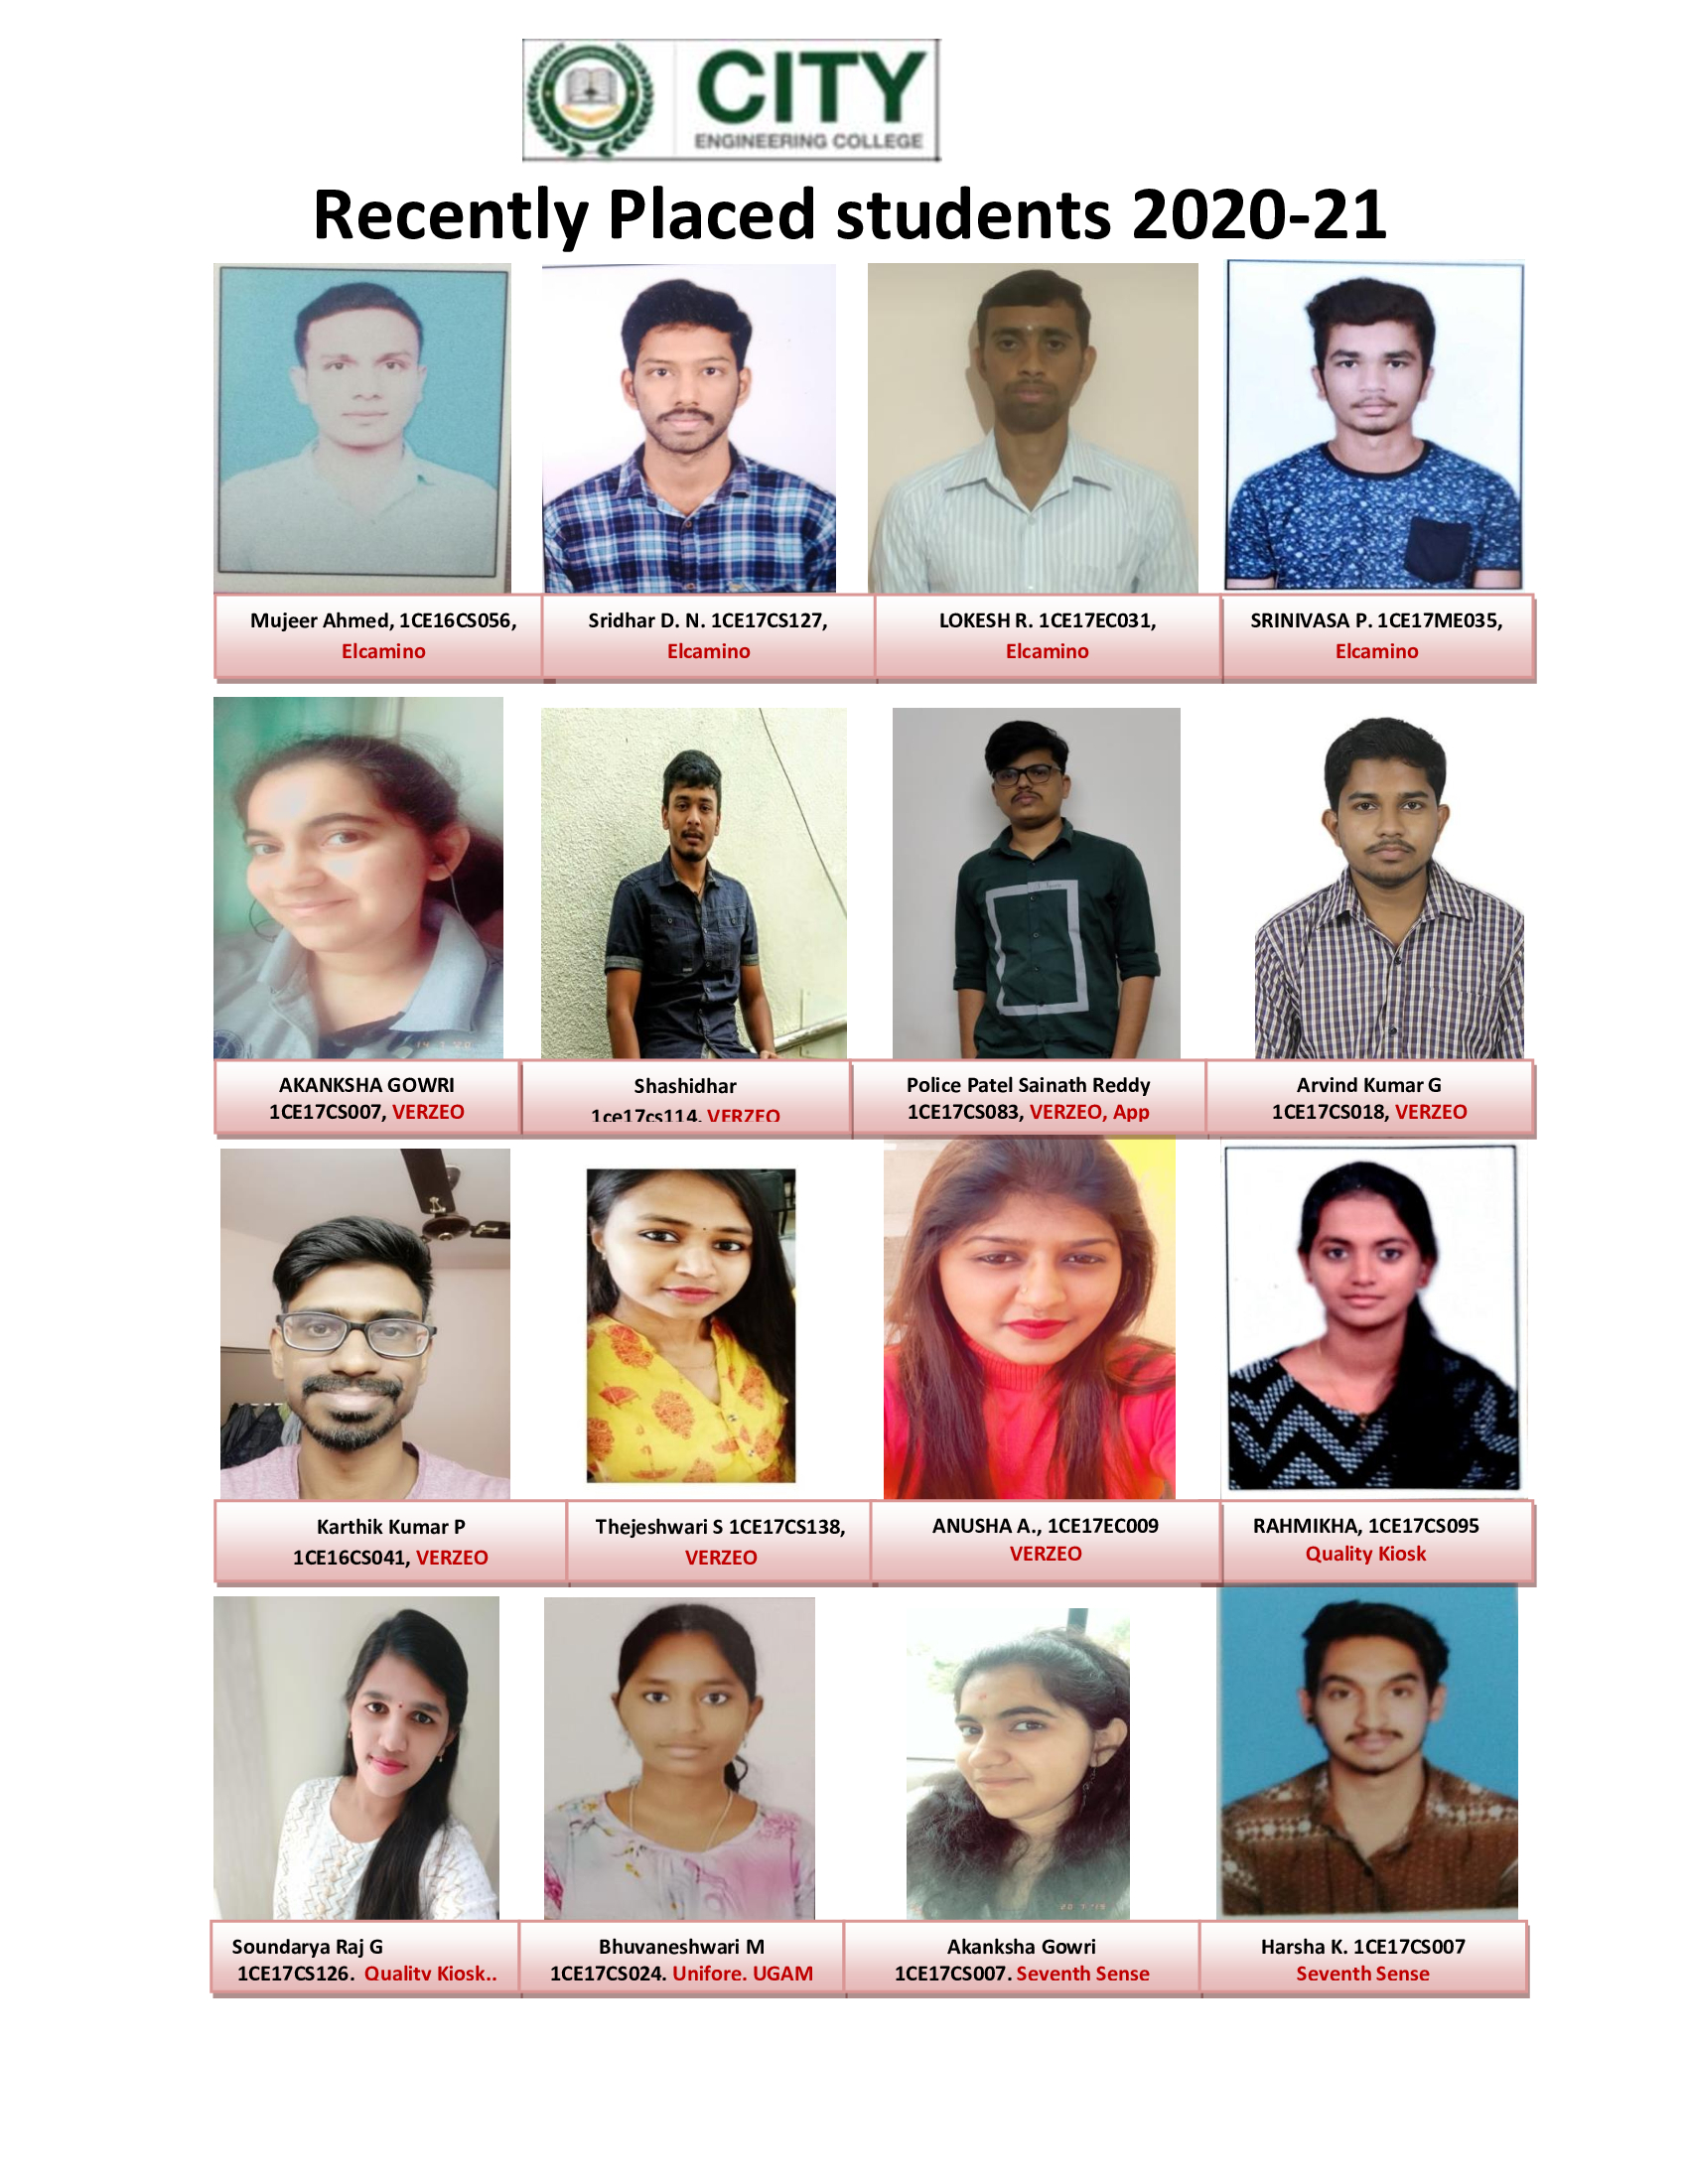 CITY
ENGINEERING COLLEGE
Recently Placed students 2020-21
Mujeer Ahmed, 1CE16CS056,
Elcamino
Sridhar D. N. 1CE17CS127,
Elcamino
LOKESH R. 1CE17EC031,
Elcamino
SRINIVASA P. 1CE17ME035,
Elcamino
AKANKSHA GOWRI
1CE17CS007, VERZEO
Shashidhar
1ce17cs114, VERZEO
Police Patel Sainath Reddy
1CE17CS083, VERZEO, App
Arvind Kumar G
1CE17CS018, VERZEO
Karthik Kumar P
1CE16CS041, VERZEO
Thejeshwari S 1CE17CS138,
VERZEO
ANUSHA A., 1CE17EC009
VERZEO
RAHMIKHA, 1CE17CS095
Quality Kiosk
Soundarya Raj G
1CE17CS126. Quality Kiosk..
Bhuvaneshwari M
1CE17CS024. Unifore. UGAM
Akanksha Gowri
1CE17CS007. Seventh Sense
Harsha K. 1CE17CS007
Seventh Sense